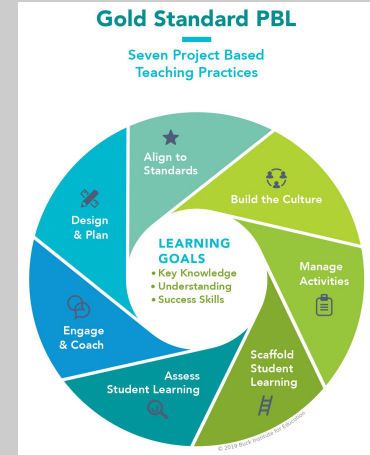 Gold Standard PBL
Seven Project Based
Teaching Practices
Align to
Standards
Build the Culture
Manage
Activities
Scaffold
Student
Learning
Assess
Student Learning
Engage
& Coach
Design
& Plan
LEARNING
GOALS
• Key Knowledge
• Understanding
• Success Skills
© 2019 Buck Institute for Education